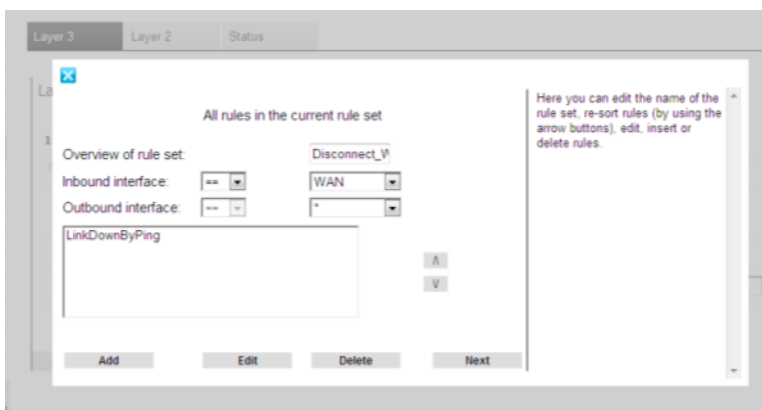 Layer 3 Layer 2 Status
La
All rules in the current rule set
Overview of rule set: Disconnect_W
Inbound interface: == WAN
Outbound interface: == *
LinkDownByPing
Λ
V
Add Edit Delete Next
Here you can edit the name of the
rule set, re-sort rules (by using the
arrow buttons), edit, insert or
delete rules.
1